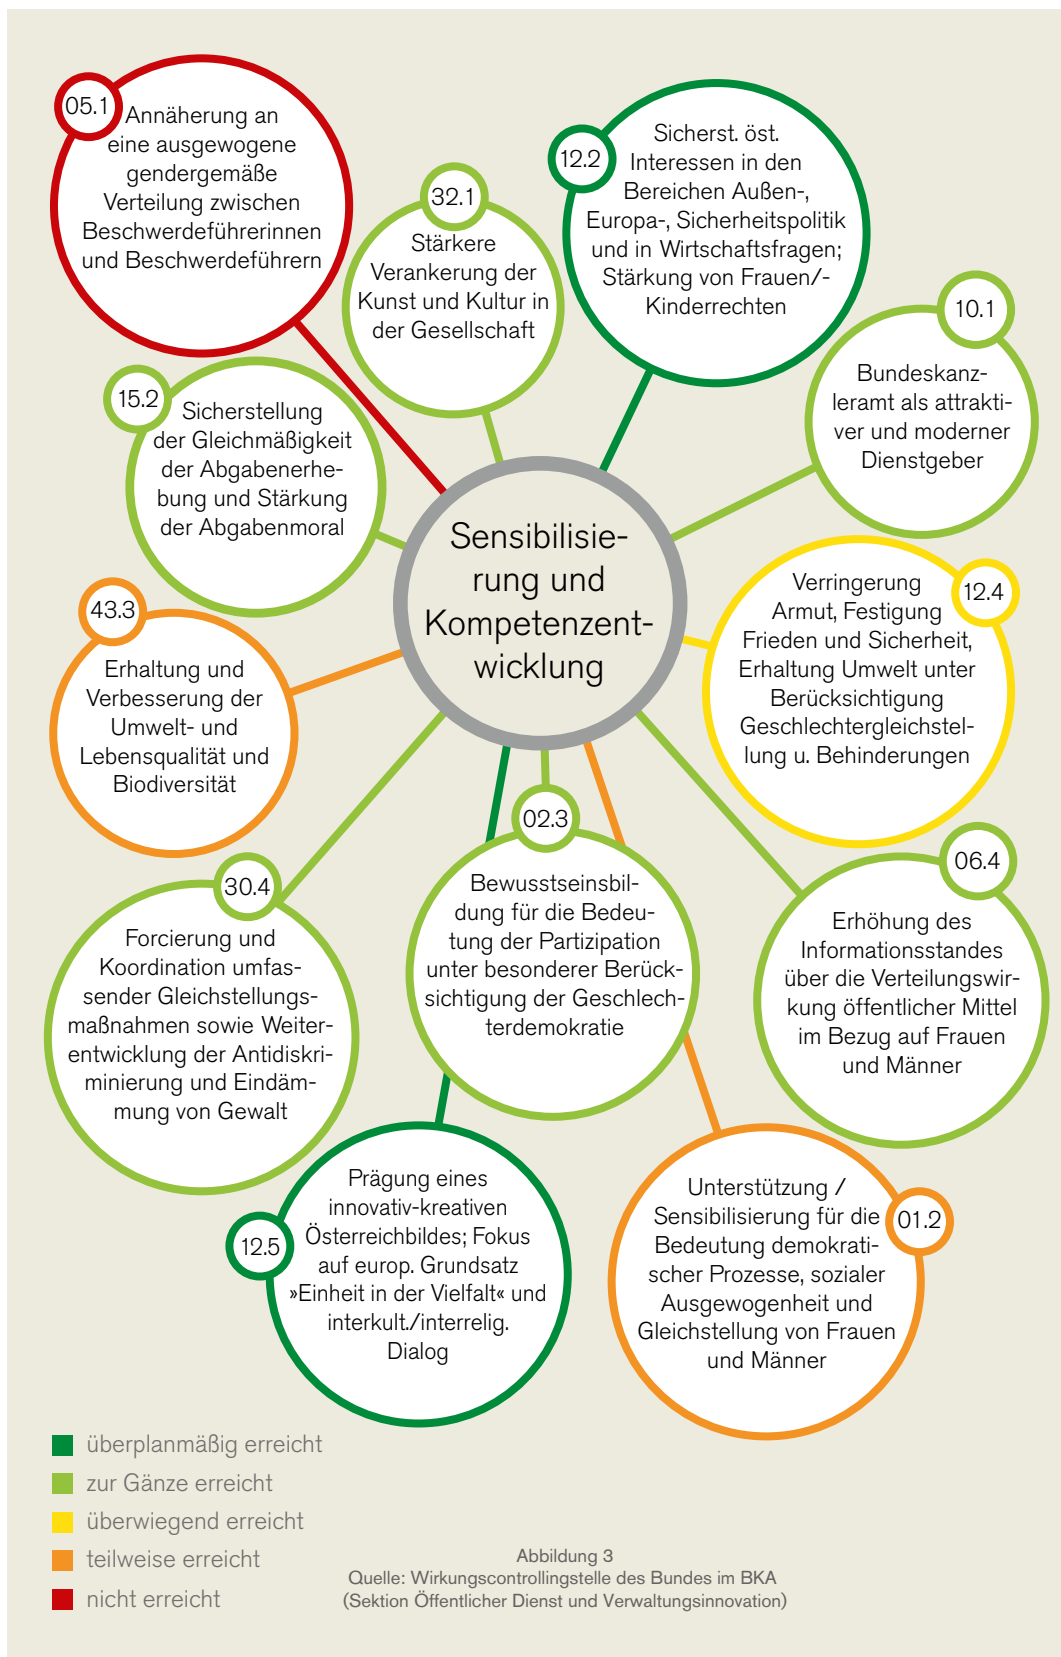 05.1
Annäherung an
eine ausgewogene
gendergemäße
Verteilung zwischen
Beschwerdeführerinnen
und Beschwerdeführern
32.1
Stärkere
Verankerung der
Kunst und Kultur in
der Gesellschaft
12.2
Sicherst. öst.
Interessen in den
Bereichen Außen-,
Europa-, Sicherheitspolitik
und in Wirtschaftsfragen;
Stärkung von Frauen/-
Kinderrechten
10.1
Bundeskanz-
leramt als attrakti-
ver und moderner
Dienstgeber
15.2
Sicherstellung
der Gleichmäßigkeit
der Abgabenerhe-
bung und Stärkung
der Abgabenmoral
Sensibilisie-
rung und
Kompetenzent-
wicklung
12.4
Verringerung
Armut, Festigung
Frieden und Sicherheit,
Erhaltung Umwelt unter
Berücksichtigung
Geschlechtergleichstel-
lung u. Behinderungen
43.3
Erhaltung und
Verbesserung der
Umwelt- und
Lebensqualität und
Biodiversität
02.3
Bewusstseinsbil-
dung für die Bedeu-
tung der Partizipation
unter besonderer Berück-
sichtigung der Geschlech-
terdemokratie
06.4
Erhöhung des
Informationsstandes
über die Verteilungswir-
kung öffentlicher Mittel
im Bezug auf Frauen
und Männer
30.4
Forcierung und
Koordination umfas-
sender Gleichstellungs-
maßnahmen sowie Weiter-
entwicklung der Antidiskri-
minierung und Eindäm-
mung von Gewalt
12.5
Prägung eines
innovativ-kreativen
Österreichbildes; Fokus
auf europ. Grundsatz
»Einheit in der Vielfalt« und
interkult./interrelig.
Dialog
01.2
Unterstützung /
Sensibilisierung für die
Bedeutung demokrati-
scher Prozesse, sozialer
Ausgewogenheit und
Gleichstellung von Frauen
und Männer
überplanmäßig erreicht
zur Gänze erreicht
überwiegend erreicht
teilweise erreicht
nicht erreicht
Abbildung 3
Quelle: Wirkungscontrollingstelle des Bundes im BKA
(Sektion Öffentlicher Dienst und Verwaltungsinnovation)